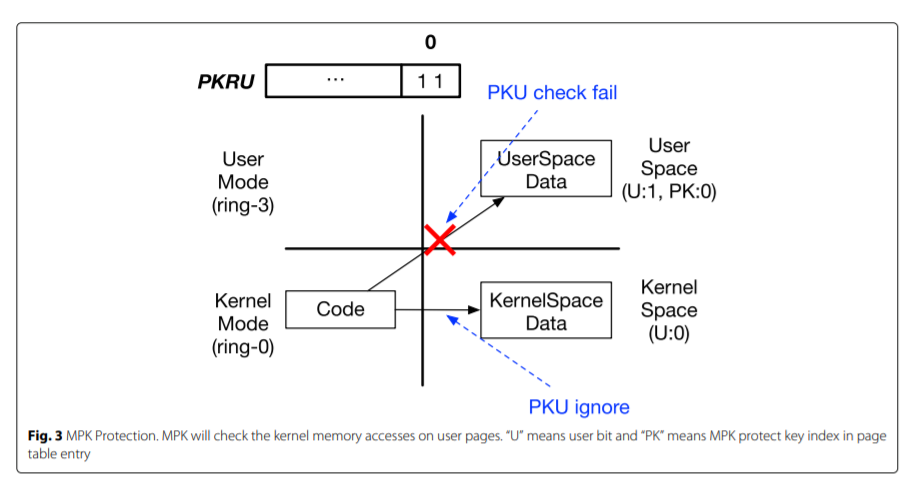 0
PKRU
...
1 1
PKU check fail
User
Mode
(ring-3)
UserSpace
Data
User
Space
(U:1, PK:0)
Kernel
Mode
(ring-0)
Code
KernelSpace
Data
Kernel
Space
(U:0)
PKU ignore
Fig. 3 MPK Protection. MPK will check the kernel memory accesses on user pages. "U" means user bit and "PK" means MPK protect key index in page
table entry